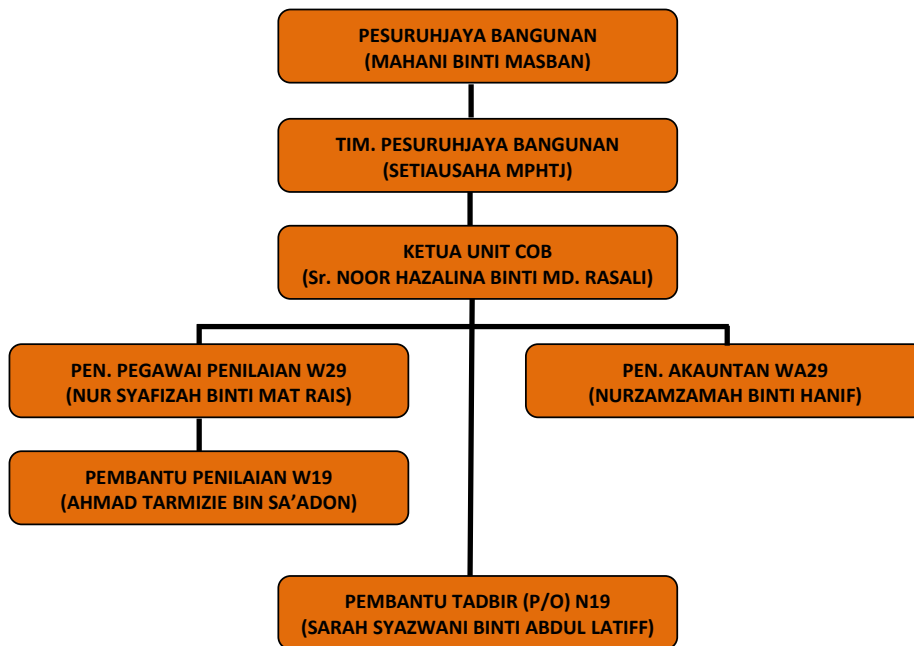 PESURUHJAYA BANGUNAN
(MAHANI BINTI MASBAN)
TIM. PESURUHJAYA BANGUNAN
(SETIAUSAHA MPHTJ)
KETUA UNIT COB
(Sr. NOOR HAZALINA BINTI MD. RASALI)
PEN. PEGAWAI PENILAIAN W29
(NUR SYAFIZAH BINTI MAT RAIS)
PEN. AKAUNTAN WA29
(NURZAMZAMAH BINTI HANIF)
PEMBANTU PENILAIAN W19
(AHMAD TARMIZIE BIN SA’ADON)
PEMBANTU TADBIR (P/O) N19
(SARAH SYAZWANI BINTI ABDUL LATIFF)